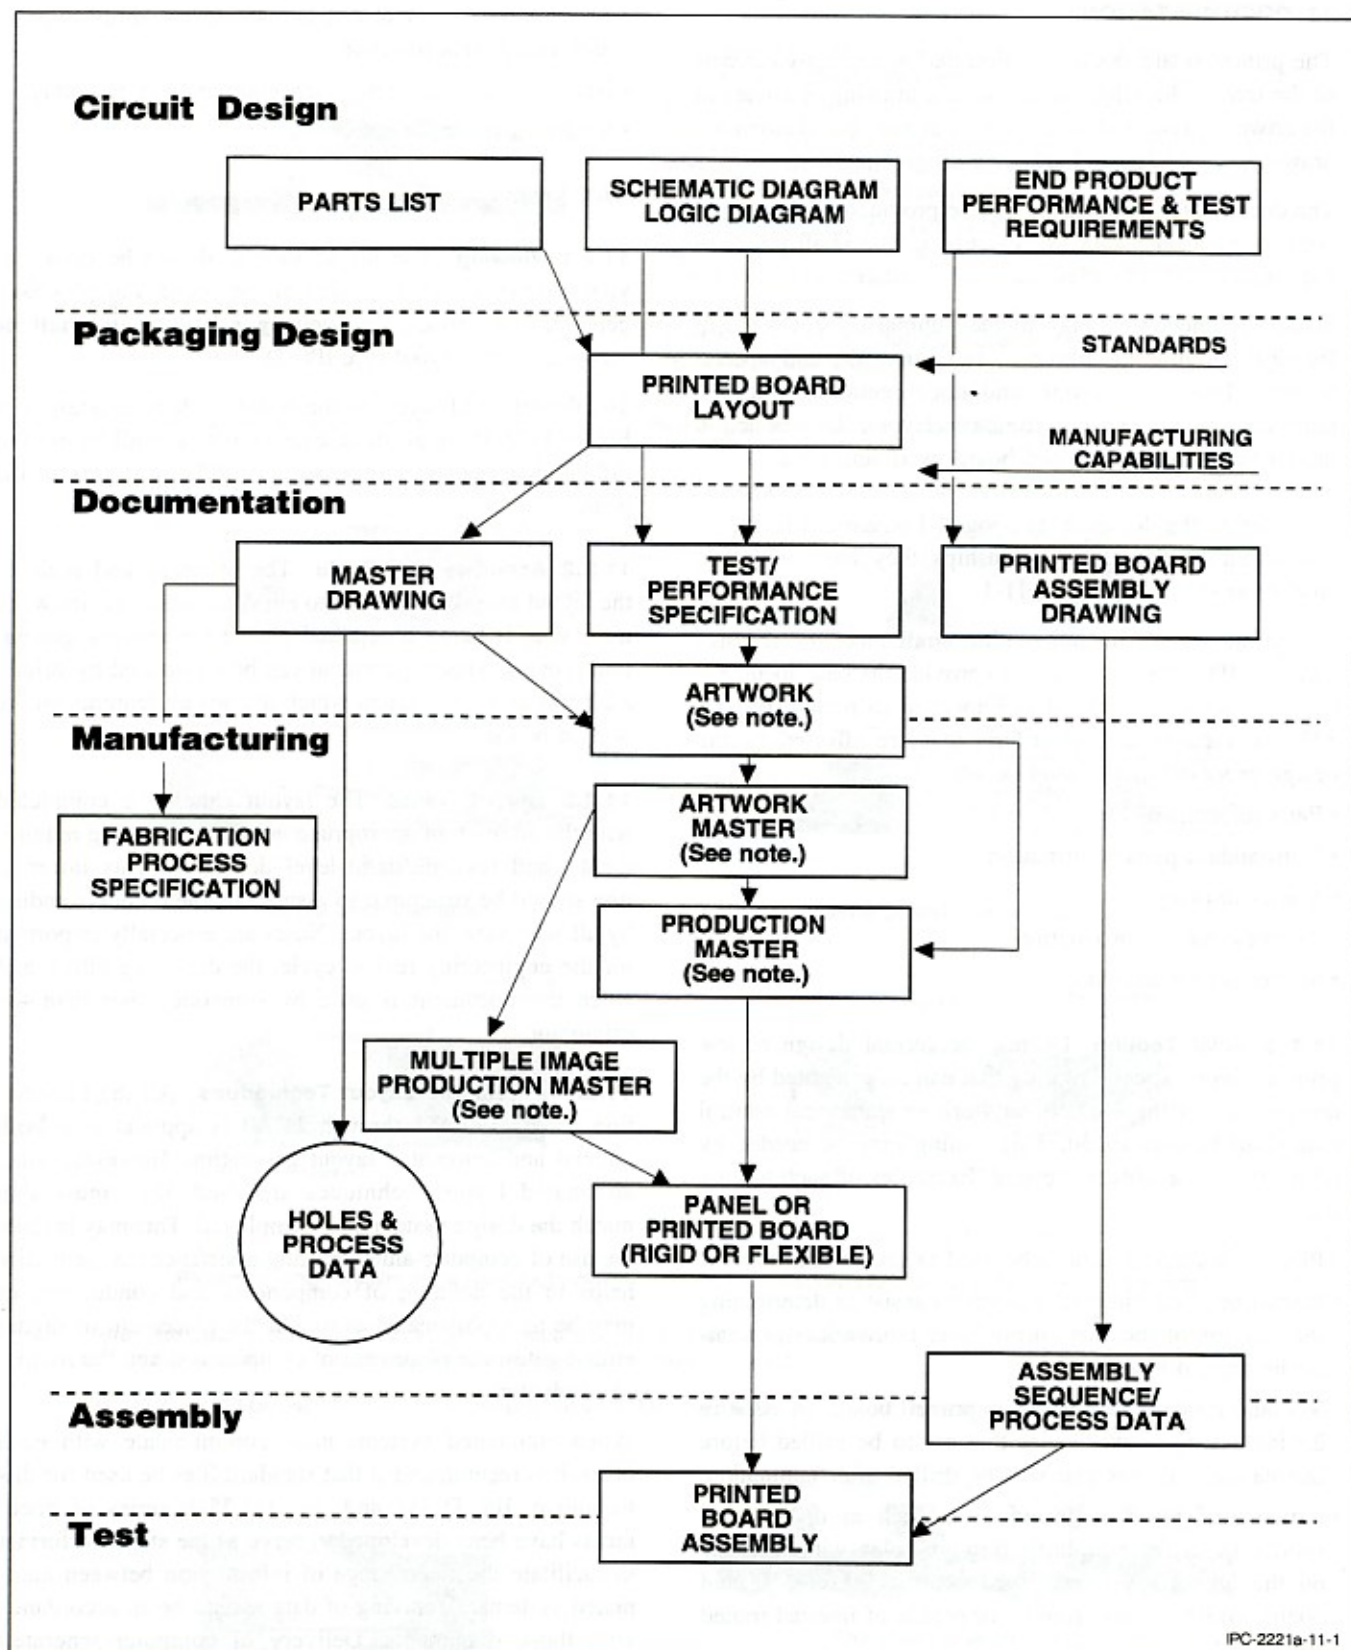 Circuit Design
PARTS LIST
SCHEMATIC DIAGRAM
LOGIC DIAGRAM
END PRODUCT
PERFORMANCE & TEST
REQUIREMENTS
Packaging Design
STANDARDS
PRINTED BOARD
LAYOUT
MANUFACTURING
CAPABILITIES
Documentation
MASTER
DRAWING
TEST/
PERFORMANCE
SPECIFICATION
PRINTED BOARD
ASSEMBLY
DRAWING
ARTWORK
(See note.)
Manufacturing
ARTWORK
MASTER
(See note.)
FABRICATION
PROCESS
SPECIFICATION
PRODUCTION
MASTER
(See note.)
MULTIPLE IMAGE
PRODUCTION MASTER
(See note.)
HOLES &
PROCESS
DATA
PANEL OR
PRINTED BOARD
(RIGID OR FLEXIBLE)
ASSEMBLY
SEQUENCE/
PROCESS DATA
Assembly
PRINTED
BOARD
ASSEMBLY
Test
IPC-2221a-11-1